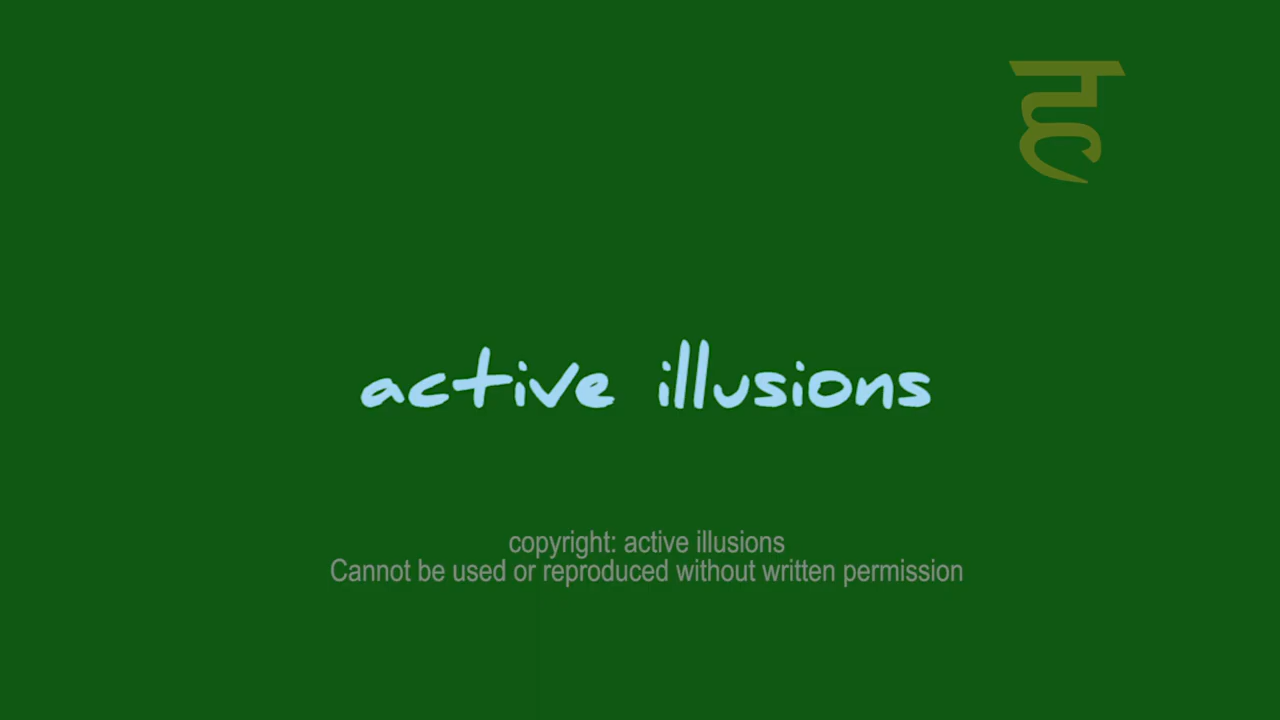 ह
active illusions
copyright: active illusions
Cannot be used or reproduced without written permission